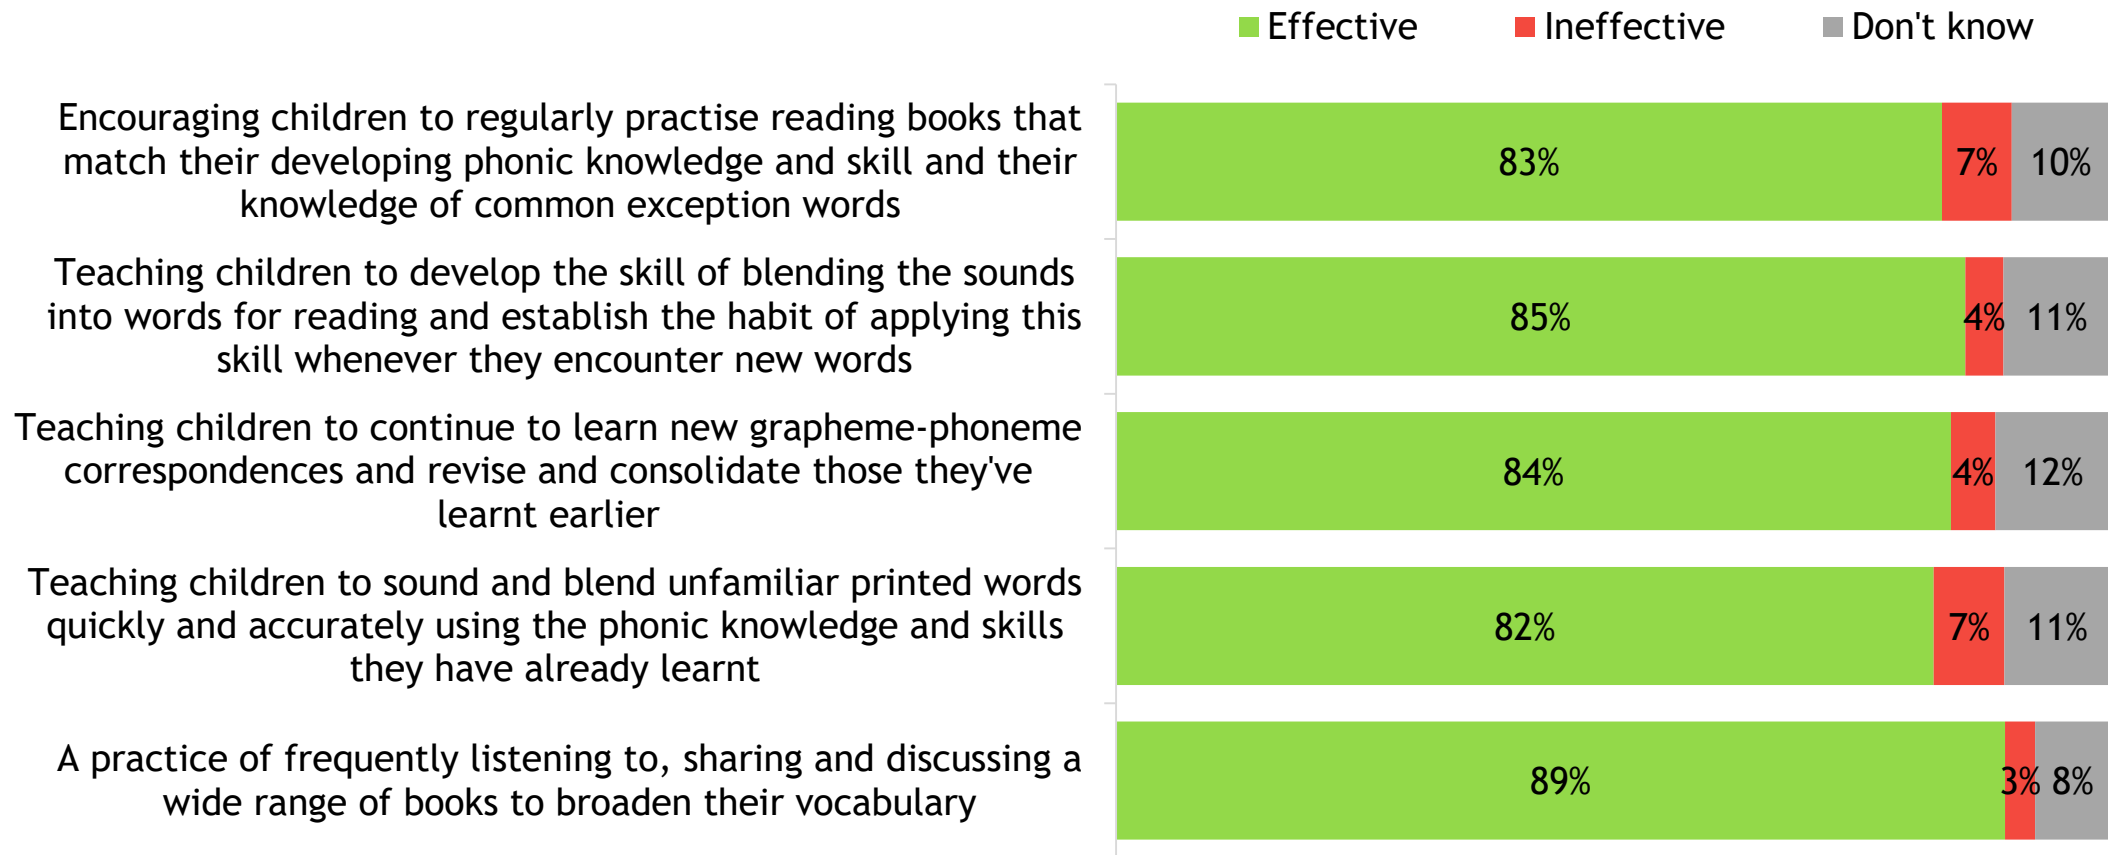 Effective Ineffective Don't know
Encouraging children to regularly practise reading books that
match their developing phonic knowledge and skill and their
knowledge of common exception words
83% 7% 10%
Teaching children to develop the skill of blending the sounds
into words for reading and establish the habit of applying this
skill whenever they encounter new words
85% 4% 11%
Teaching children to continue to learn new grapheme-phoneme
correspondences and revise and consolidate those they've
learnt earlier
84% 4% 12%
Teaching children to sound and blend unfamiliar printed words
quickly and accurately using the phonic knowledge and skills
they have already learnt
82% 7% 11%
A practice of frequently listening to, sharing and discussing a
wide range of books to broaden their vocabulary
89% 3% 8%